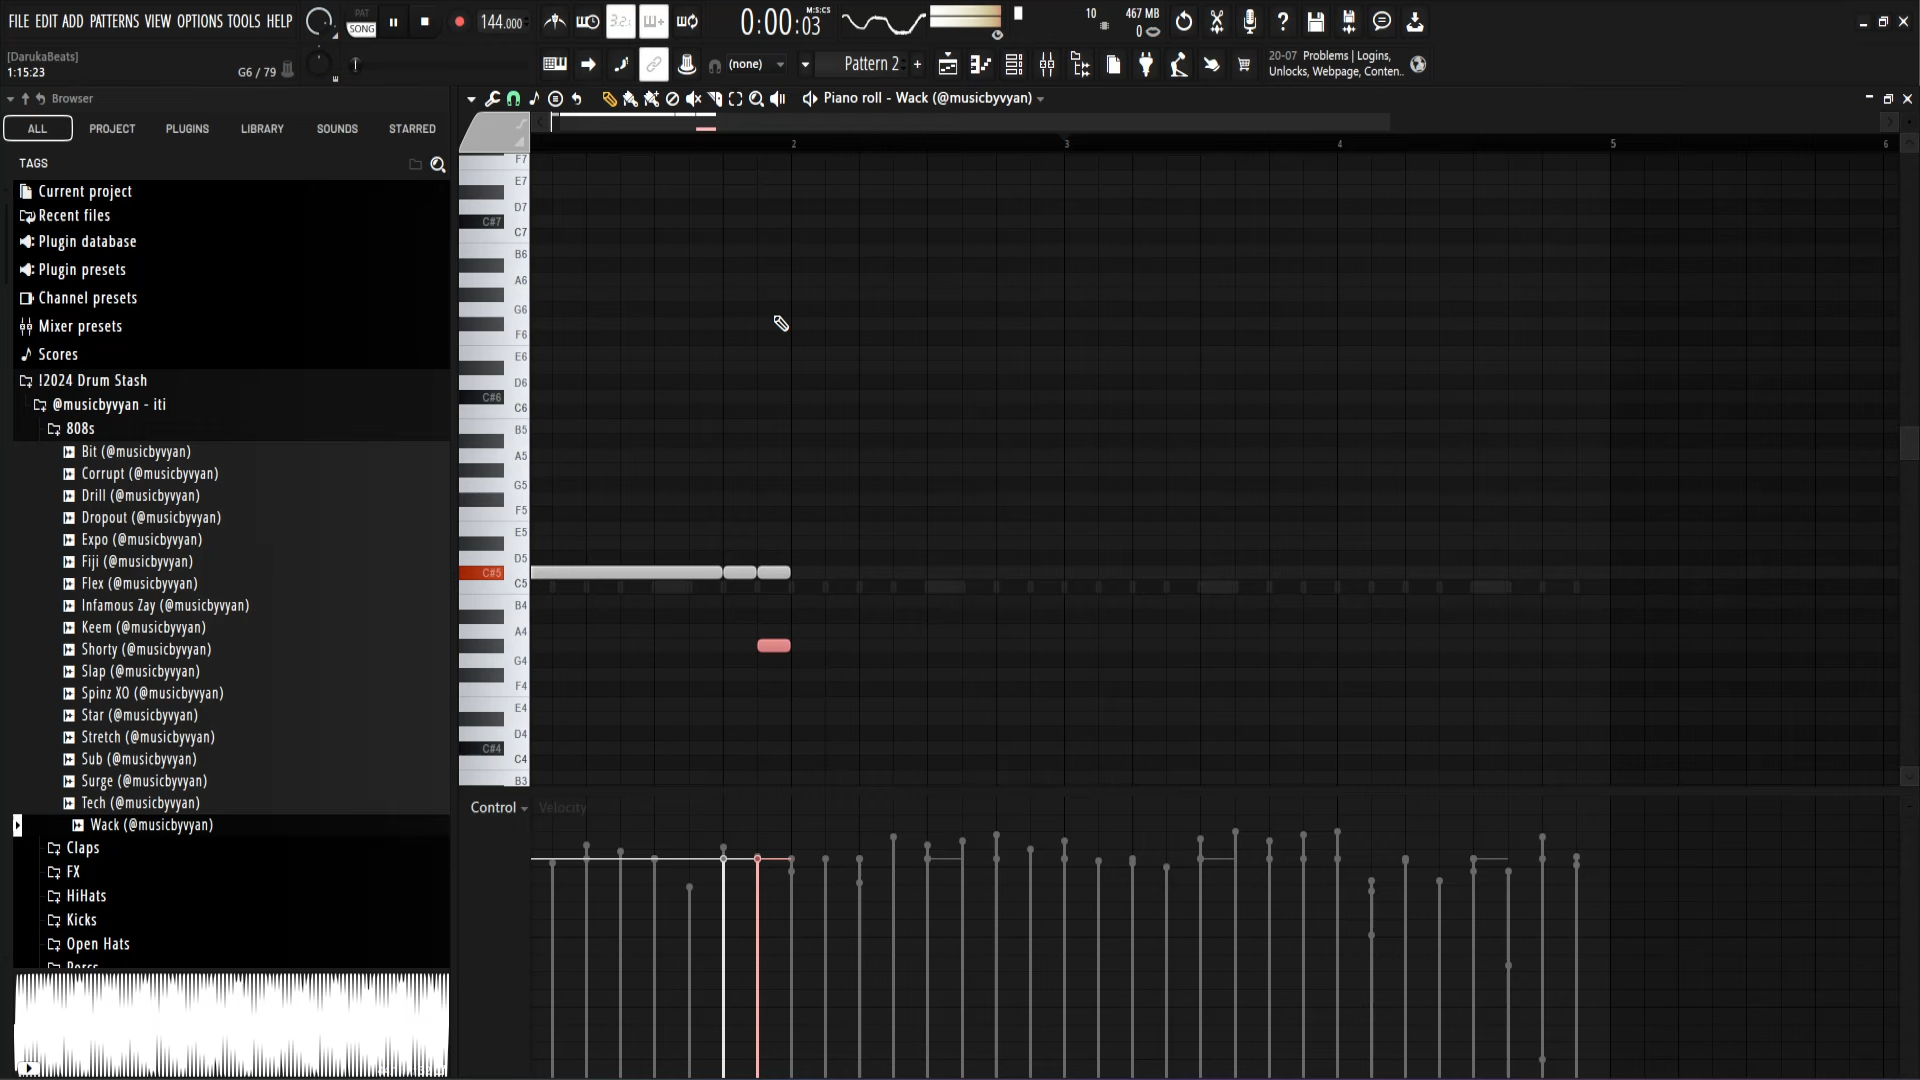 FILE EDIT ADD PATTERNS VIEW OPTIONS TOOLS HELP
PAT
SONG
144.000
3.2.
0:00:03
M:S:CS
10
467 MB
0
[DarukaBeats]
1:15:23
G6 / 79
(none)
Pattern 2
+
20-07 Problems | Logins,
Unlocks, Webpage, Conten..
Browser
Piano roll - Wack (@musicbyvyan)
ALL
PROJECT
PLUGINS
LIBRARY
SOUNDS
STARRED
TAGS
Current project
Recent files
Plugin database
Plugin presets
Channel presets
Mixer presets
Scores
!2024 Drum Stash
@musicbyvyan - iti
808s
Bit (@musicbyvyan)
Corrupt (@musicbyvyan)
Drill (@musicbyvyan)
Dropout (@musicbyvyan)
Expo (@musicbyvyan)
Fiji (@musicbyvyan)
Flex (@musicbyvyan)
Infamous Zay (@musicbyvyan)
Keem (@musicbyvyan)
Shorty (@musicbyvyan)
Slap (@musicbyvyan)
Spinz XO (@musicbyvyan)
Star (@musicbyvyan)
Stretch (@musicbyvyan)
Sub (@musicbyvyan)
Surge (@musicbyvyan)
Tech (@musicbyvyan)
Wack (@musicbyvyan)
Claps
FX
HiHats
Kicks
Open Hats
Percs
2
3
4
5
6
F7
E7
D7
C#7
C7
B6
A6
G6
F6
E6
D6
C#6
C6
B5
A5
G5
F5
E5
D5
C#5
C5
B4
A4
G4
F4
E4
D4
C#4
C4
B3
Control
Velocity